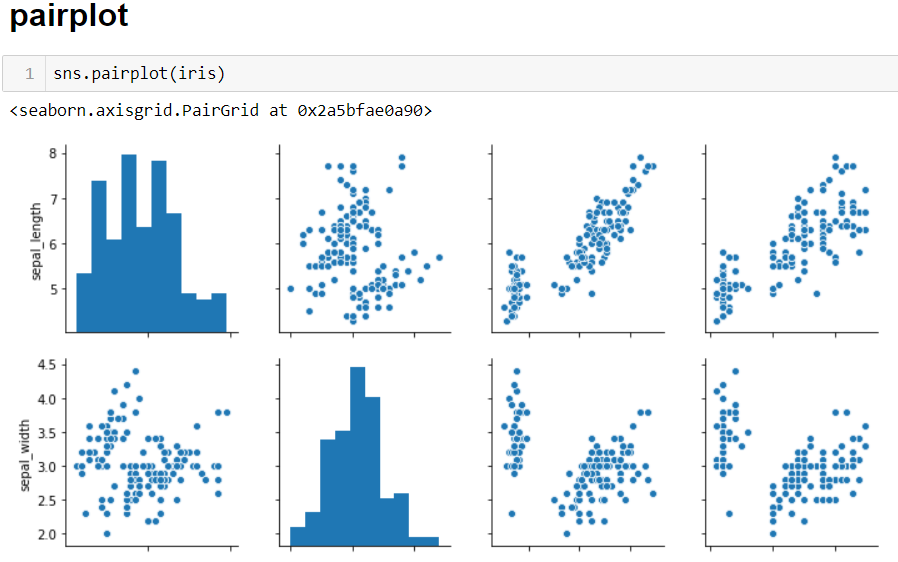 pairplot
1 sns.pairplot(iris)
<seaborn.axisgrid.PairGrid at 0x2a5bfae0a90>
8
7
6
5
sepal_length
4.5
4.0
3.5
3.0
2.5
2.0
sepal_width